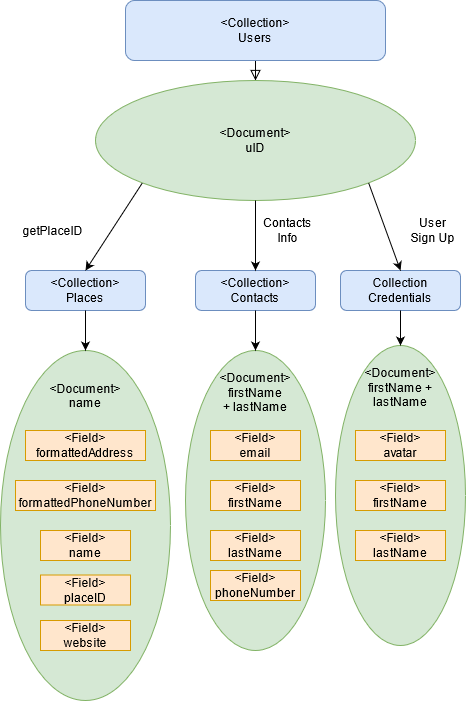 <Collection>
Users
<Document>
uID
getPlaceID
Contacts
Info
User
Sign Up
<Collection>
Places
<Collection>
Contacts
Collection
Credentials
<Document>
name
<Field>
formattedAddress
<Field>
formattedPhoneNumber
<Field>
name
<Field>
placeID
<Field>
website
<Document>
firstName
+ lastName
<Field>
email
<Field>
firstName
<Field>
lastName
<Field>
phoneNumber
<Document>
firstName +
lastName
<Field>
avatar
<Field>
firstName
<Field>
lastName